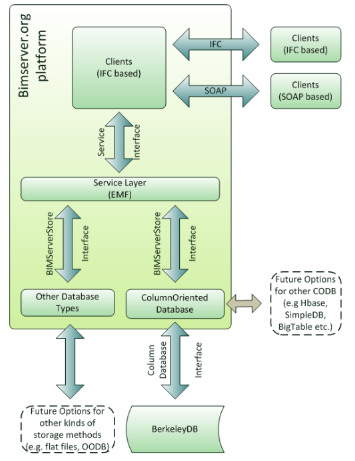 Bimserver.org
platform
Clients
(IFC based)
IFC
Clients
(IFC based)
SOAP
Clients
(SOAP based)
Service
Interface
Service Layer
(EMF)
BIMServerStore
Interface
BIMServerStore
Interface
Other Database
Types
ColumnOriented
Database
Future Options
for other CODB
(e.g Hbase,
SimpleDB,
BigTable etc.)
Column
Database
Interface
Future Options for
other kinds of
storage methods
(e.g. flat files, OODB)
BerkeleyDB